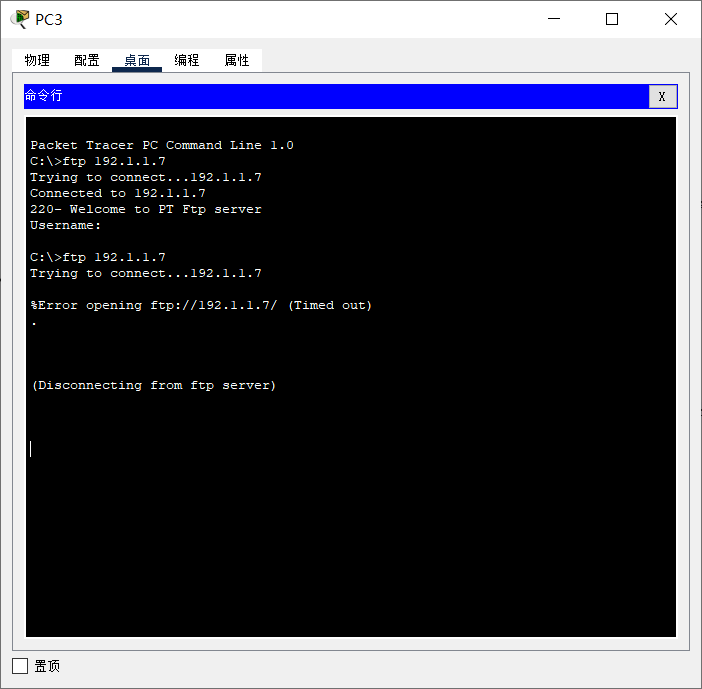 PC3
物理 配置 桌面 编程 属性
命令行 X
Packet Tracer PC Command Line 1.0
C:\>ftp 192.1.1.7
Trying to connect...192.1.1.7
Connected to 192.1.1.7
220- Welcome to PT Ftp server
Username:
C:\>ftp 192.1.1.7
Trying to connect...192.1.1.7
%Error opening ftp://192.1.1.7/ (Timed out)
.
(Disconnecting from ftp server)
置顶